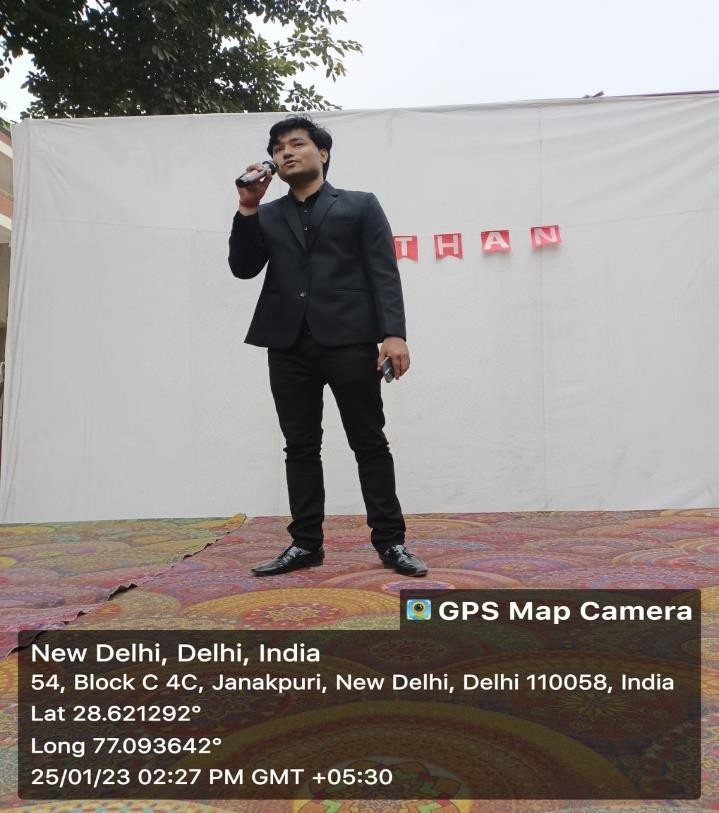 THAN
GPS Map Camera
New Delhi, Delhi, India
54, Block C 4C, Janakpuri, New Delhi, Delhi 110058, India
Lat 28.621292°
Long 77.093642°
25/01/23 02:27 PM GMT +05:30